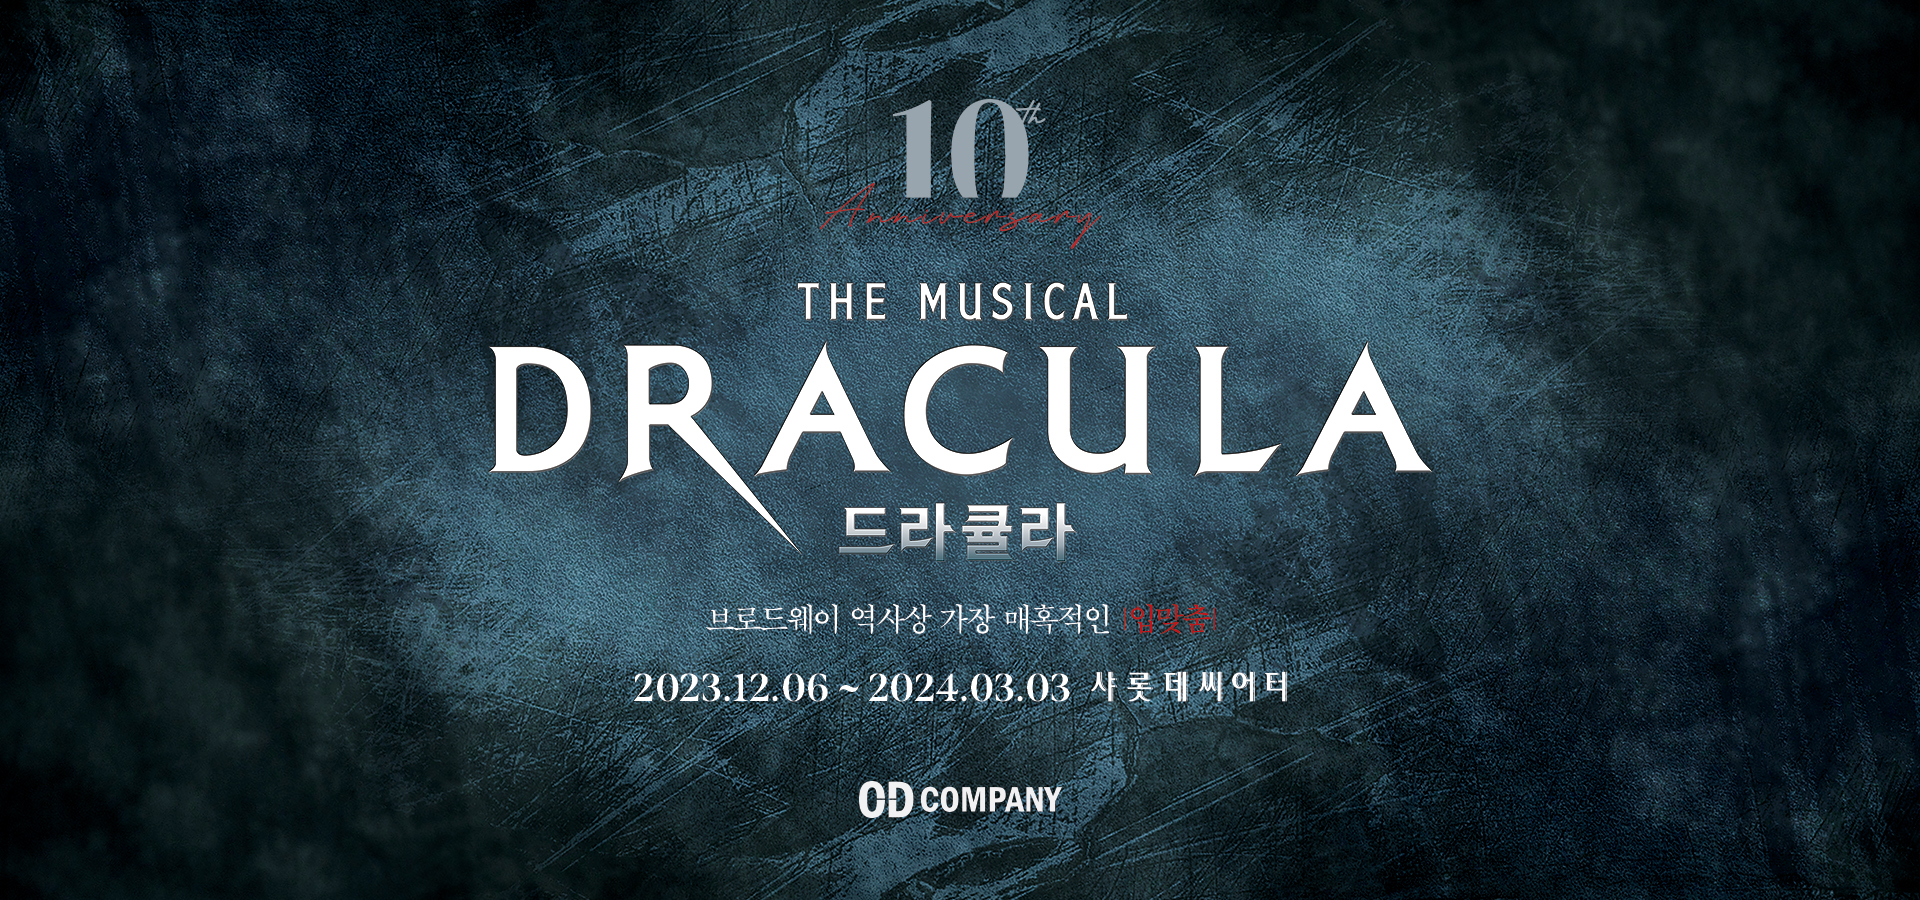 10th
Anniversary
THE MUSICAL
DRACULA
드라큘라
브로드웨이 역사상 가장 매혹적인 |입맞춤|
2023.12.06 ~ 2024.03.03 샤롯데씨어터
OD COMPANY